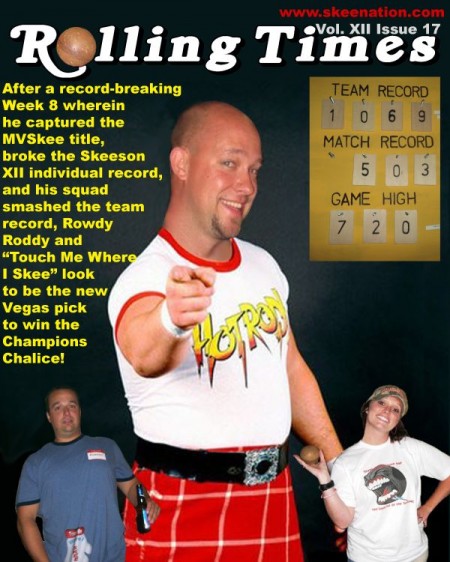 www.skeenation.com
Vol. XII Issue 17
Rolling Times
After a record-breaking
Week 8 wherein
he captured the
MVSkee title,
broke the Skeeson
XII individual record,
and his squad
smashed the team
record, Rowdy
Roddy and
“Touch Me Where
I Skee” look
to be the new
Vegas pick
to win the
Champions
Chalice!
TEAM RECORD
1 0 6 9
MATCH RECORD
5 0 3
GAME HIGH
7 2 0
HOT ROD